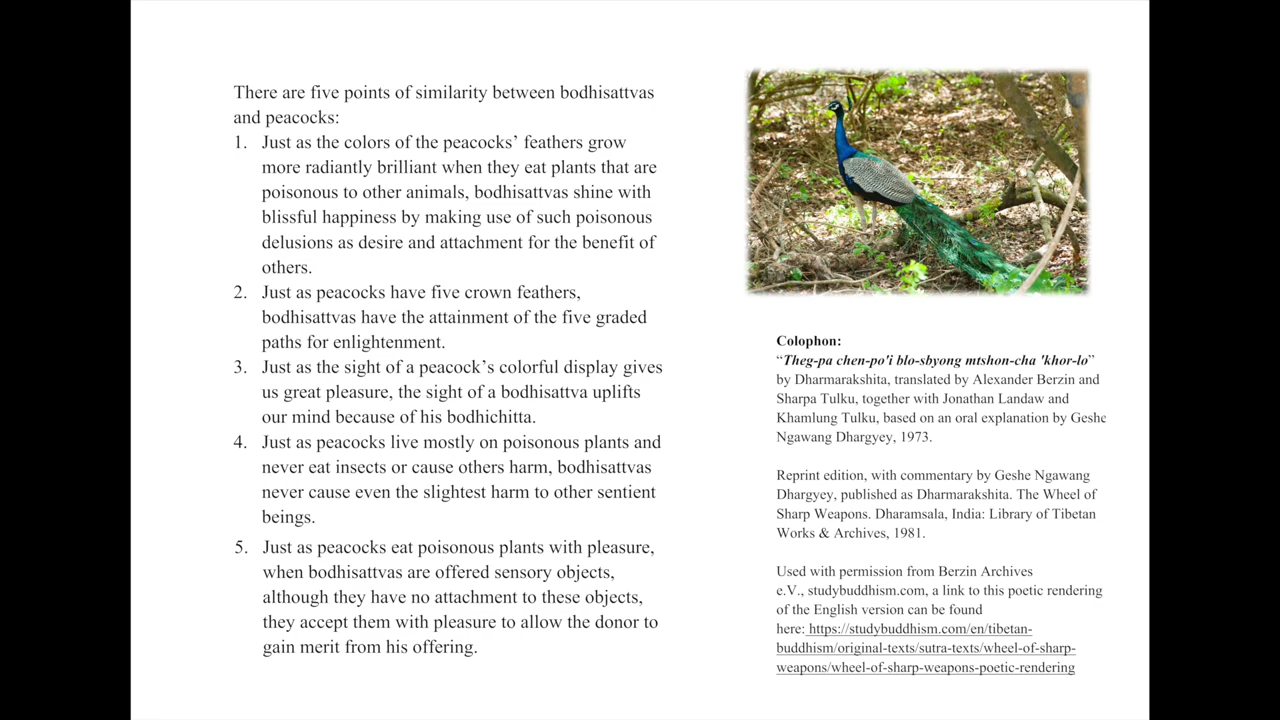 There are five points of similarity between bodhisattvas
and peacocks:
1. Just as the colors of the peacocks’ feathers grow
more radiantly brilliant when they eat plants that are
poisonous to other animals, bodhisattvas shine with
blissful happiness by making use of such poisonous
delusions as desire and attachment for the benefit of
others.
2. Just as peacocks have five crown feathers,
bodhisattvas have the attainment of the five graded
paths for enlightenment.
3. Just as the sight of a peacock’s colorful display gives
us great pleasure, the sight of a bodhisattva uplifts
our mind because of his bodhichitta.
4. Just as peacocks live mostly on poisonous plants and
never eat insects or cause others harm, bodhisattvas
never cause even the slightest harm to other sentient
beings.
5. Just as peacocks eat poisonous plants with pleasure,
when bodhisattvas are offered sensory objects,
although they have no attachment to these objects,
they accept them with pleasure to allow the donor to
gain merit from his offering.
Colophon:
“Theg-pa chen-po'i blo-sbyong mtshon-cha 'khor-lo”
by Dharmarakshita, translated by Alexander Berzin and
Sharpa Tulku, together with Jonathan Landaw and
Khamlung Tulku, based on an oral explanation by Geshe
Ngawang Dhargyey, 1973.
Reprint edition, with commentary by Geshe Ngawang
Dhargyey, published as Dharmarakshita. The Wheel of
Sharp Weapons. Dharamsala, India: Library of Tibetan
Works & Archives, 1981.
Used with permission from Berzin Archives
e.V., studybuddhism.com, a link to this poetic rendering
of the English version can be found
here: https://studybuddhism.com/en/tibetan-
buddhism/original-texts/sutra-texts/wheel-of-sharp-
weapons/wheel-of-sharp-weapons-poetic-rendering